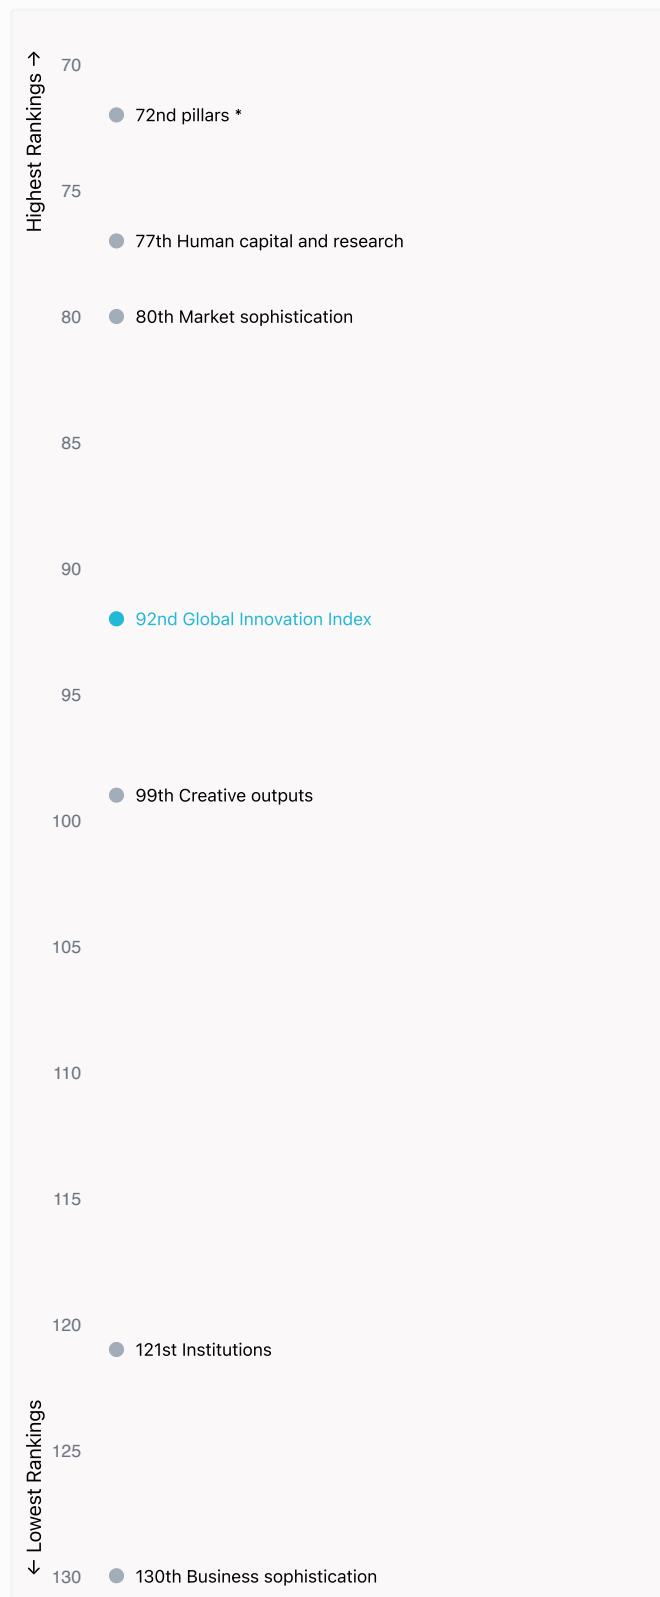 Highest Rankings →
70
72nd pillars *
75
77th Human capital and research
80
80th Market sophistication
85
90
92nd Global Innovation Index
95
99th Creative outputs
100
105
110
115
120
121st Institutions
← Lowest Rankings
125
130
130th Business sophistication